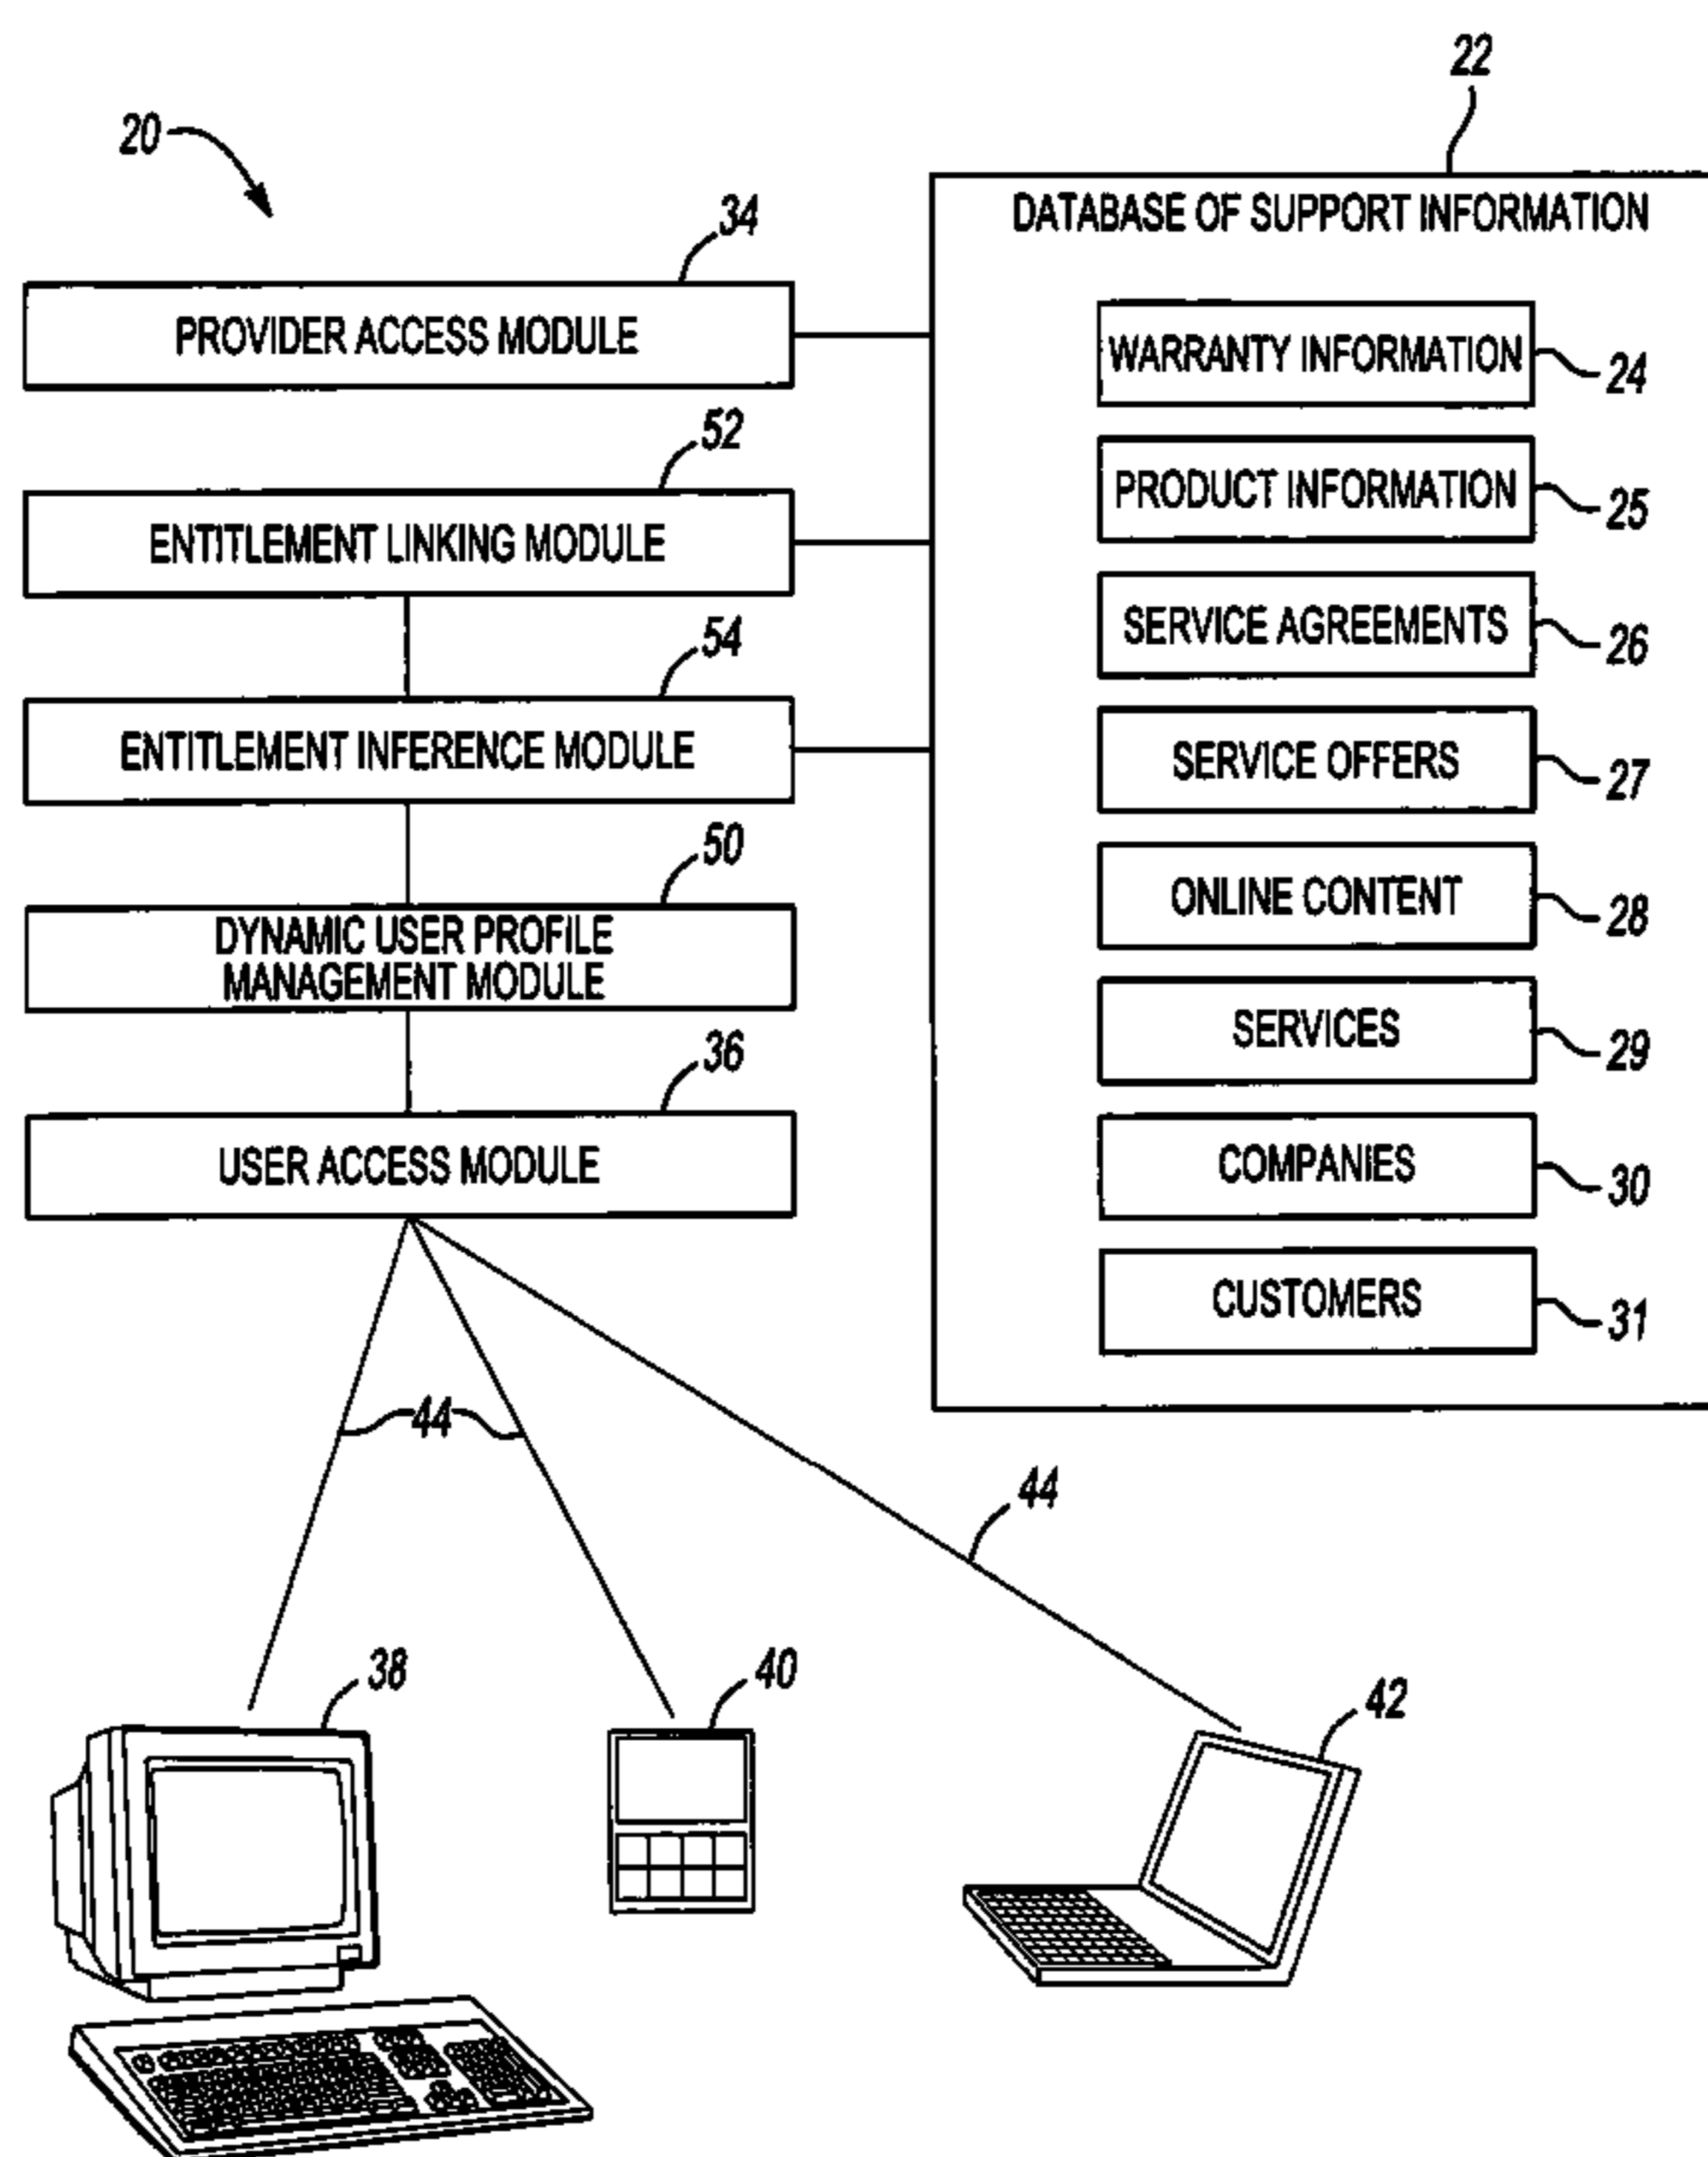 22
20
DATABASE OF SUPPORT INFORMATION
34
PROVIDER ACCESS MODULE
WARRANTY INFORMATION
24
52
PRODUCT INFORMATION
25
ENTITLEMENT LINKING MODULE
SERVICE AGREEMENTS
26
54
ENTITLEMENT INFERENCE MODULE
SERVICE OFFERS
27
50
ONLINE CONTENT
28
DYNAMIC USER PROFILE
MANAGEMENT MODULE
SERVICES
29
36
USER ACCESS MODULE
COMPANIES
30
CUSTOMERS
31
44
44
38
40
42